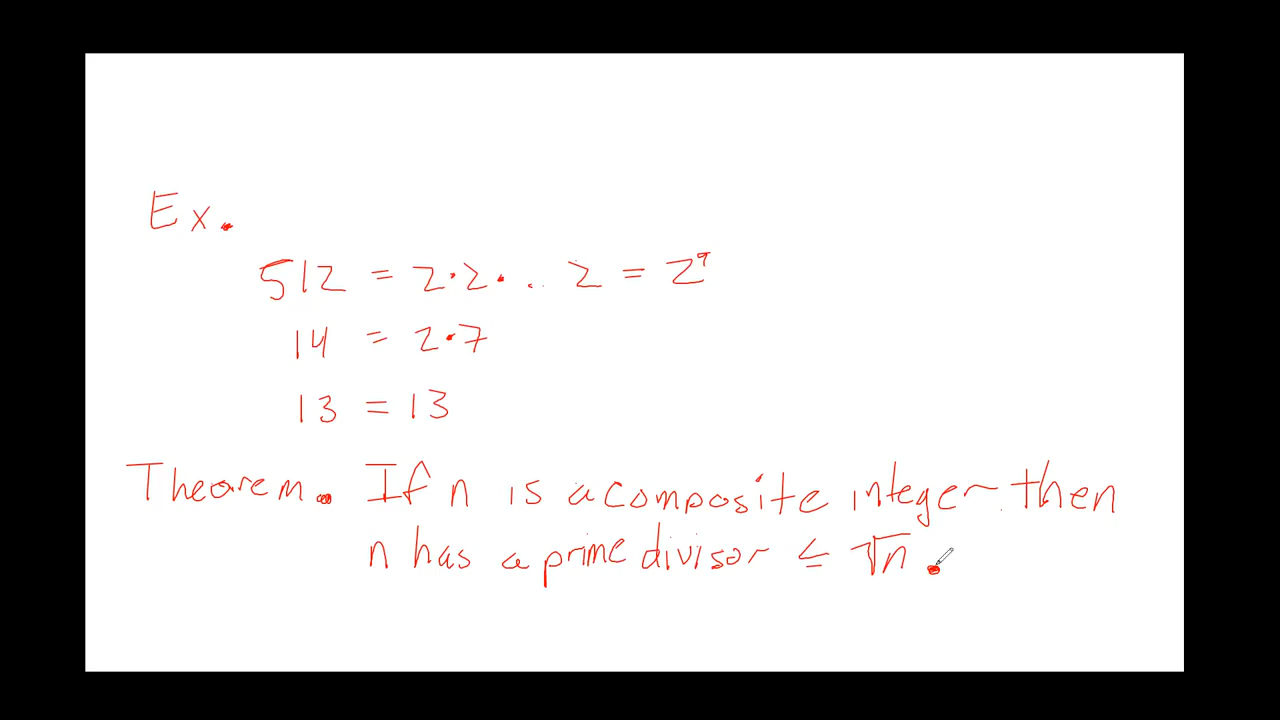 Ex.
512 = 2·2·... 2 = 2⁹
14 = 2·7
13 = 13
Theorem. If n is a composite integer then
n has a prime divisor ≤ √n.